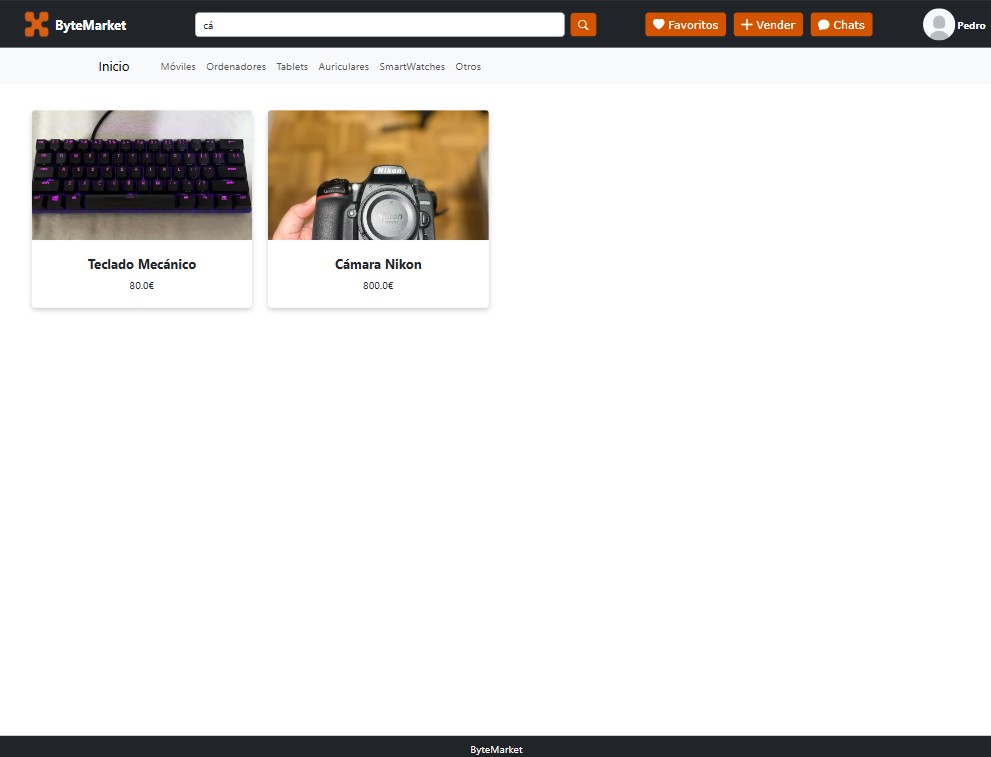 ByteMarket
cá
Favoritos
Vender
Chats
Pedro
Inicio
Móviles
Ordenadores
Tablets
Auriculares
SmartWatches
Otros
Nikon
Nikon
Teclado Mecánico
80.0€
Cámara Nikon
800.0€
ByteMarket